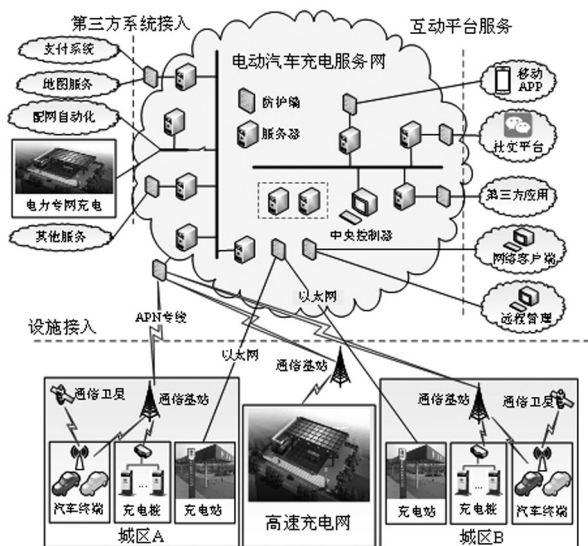 第三方系统接入
互动平台服务
支付系统
地图服务
配网自动化
电力专网充电
其他服务
电动汽车充电服务网
防护端
服务器
中央控制器
移动
APP
社交平台
第三方应用
网络客户端
远程管理
以太网
APN专线
设施接入
以太网
通信基站
通信卫星
通信基站
汽车终端
充电桩
充电站
城区A
高速充电网
通信基站
通信卫星
充电站
充电桩
汽车终端
城区B